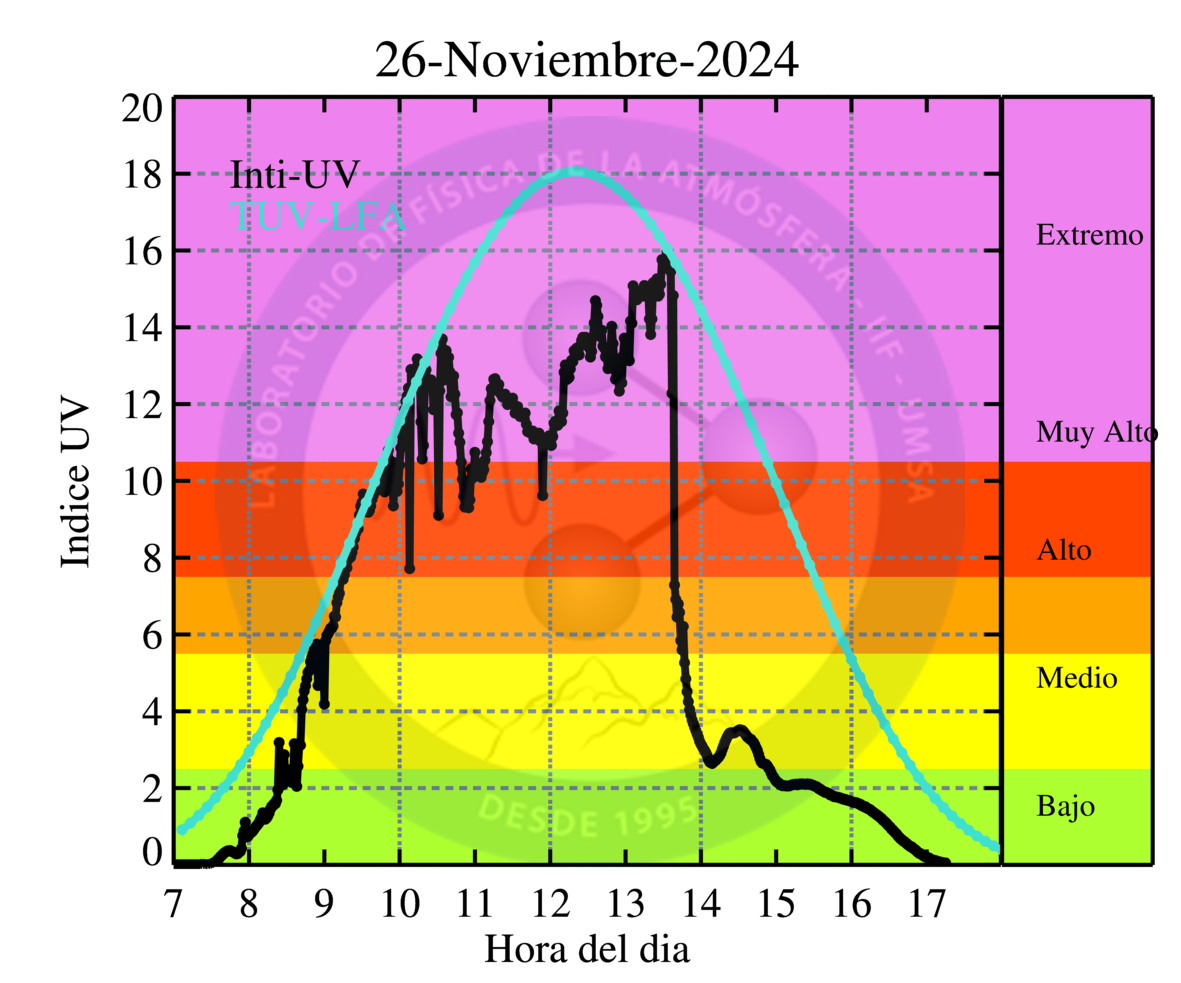 26-Noviembre-2024
20
18
16
14
12
10
8
6
4
2
0
Indice UV
Inti-UV
TUV-LFA
LABORATORIO DE FÍSICA DE LA ATMÓSFERA - IIF - UMSA
DESDE 1995
Extremo
Muy Alto
Alto
Medio
Bajo
7 8 9 10 11 12 13 14 15 16 17
Hora del dia